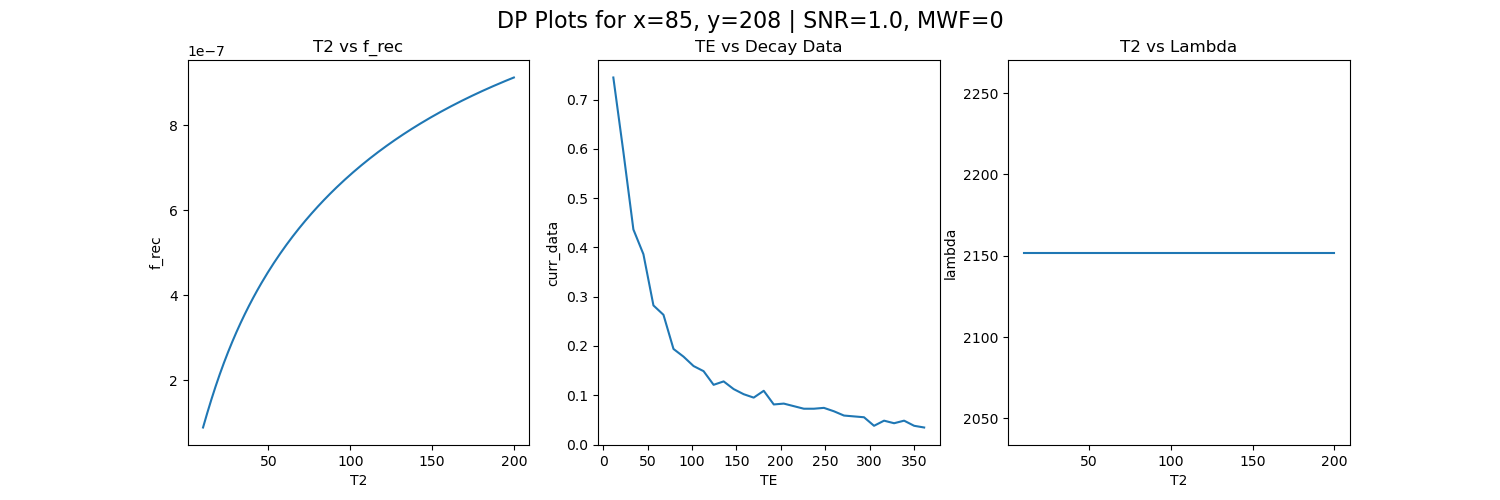 DP Plots for x=85, y=208 | SNR=1.0, MWF=0
T2 vs f_rec
1e−7
f_rec
8
6
4
2
50 100 150 200
T2
TE vs Decay Data
curr_data
0.7
0.6
0.5
0.4
0.3
0.2
0.1
0.0
0 50 100 150 200 250 300 350
TE
T2 vs Lambda
lambda
2250
2200
2150
2100
2050
50 100 150 200
T2